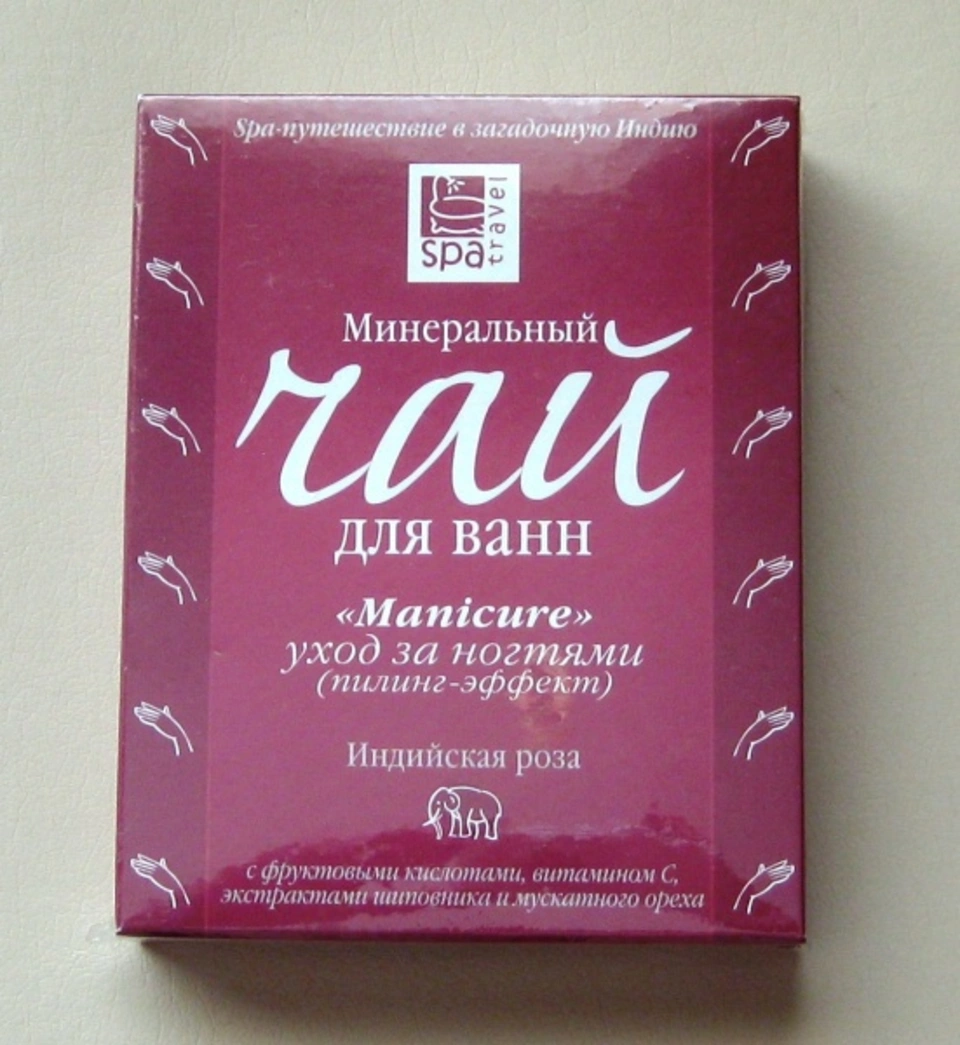 Spa-путешествие в загадочную Индию
spa travel
Минеральный
чай
для ванн
«Manicure»
уход за ногтями
(пилинг-эффект)
Индийская роза
с фруктовыми кислотами, витамином С,
экстрактами шиповника и мускатного ореха